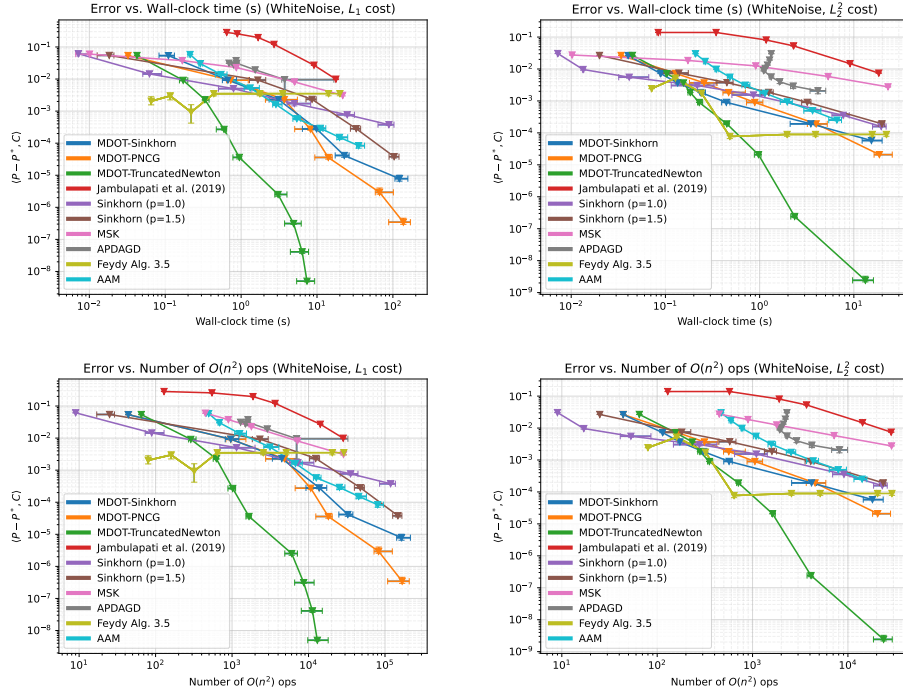 Error vs. Wall-clock time (s) (WhiteNoise, L₁ cost)
⟨P − P*, C⟩
10⁻¹
10⁻²
10⁻³
10⁻⁴
10⁻⁵
10⁻⁶
10⁻⁷
10⁻⁸
MDOT-Sinkhorn
MDOT-PNCG
MDOT-TruncatedNewton
Jambulapati et al. (2019)
Sinkhorn (p=1.0)
Sinkhorn (p=1.5)
MSK
APDAGD
Feydy Alg. 3.5
AAM
10⁻² 10⁻¹ 10⁰ 10¹ 10²
Wall-clock time (s)
Error vs. Wall-clock time (s) (WhiteNoise, L₂² cost)
⟨P − P*, C⟩
10⁻¹
10⁻²
10⁻³
10⁻⁴
10⁻⁵
10⁻⁶
10⁻⁷
10⁻⁸
10⁻⁹
MDOT-Sinkhorn
MDOT-PNCG
MDOT-TruncatedNewton
Jambulapati et al. (2019)
Sinkhorn (p=1.0)
Sinkhorn (p=1.5)
MSK
APDAGD
Feydy Alg. 3.5
AAM
10⁻² 10⁻¹ 10⁰ 10¹
Wall-clock time (s)
Error vs. Number of O(n²) ops (WhiteNoise, L₁ cost)
⟨P − P*, C⟩
10⁻¹
10⁻²
10⁻³
10⁻⁴
10⁻⁵
10⁻⁶
10⁻⁷
10⁻⁸
MDOT-Sinkhorn
MDOT-PNCG
MDOT-TruncatedNewton
Jambulapati et al. (2019)
Sinkhorn (p=1.0)
Sinkhorn (p=1.5)
MSK
APDAGD
Feydy Alg. 3.5
AAM
10¹ 10² 10³ 10⁴ 10⁵
Number of O(n²) ops
Error vs. Number of O(n²) ops (WhiteNoise, L₂² cost)
⟨P − P*, C⟩
10⁻¹
10⁻²
10⁻³
10⁻⁴
10⁻⁵
10⁻⁶
10⁻⁷
10⁻⁸
10⁻⁹
MDOT-Sinkhorn
MDOT-PNCG
MDOT-TruncatedNewton
Jambulapati et al. (2019)
Sinkhorn (p=1.0)
Sinkhorn (p=1.5)
MSK
APDAGD
Feydy Alg. 3.5
AAM
10¹ 10² 10³ 10⁴
Number of O(n²) ops